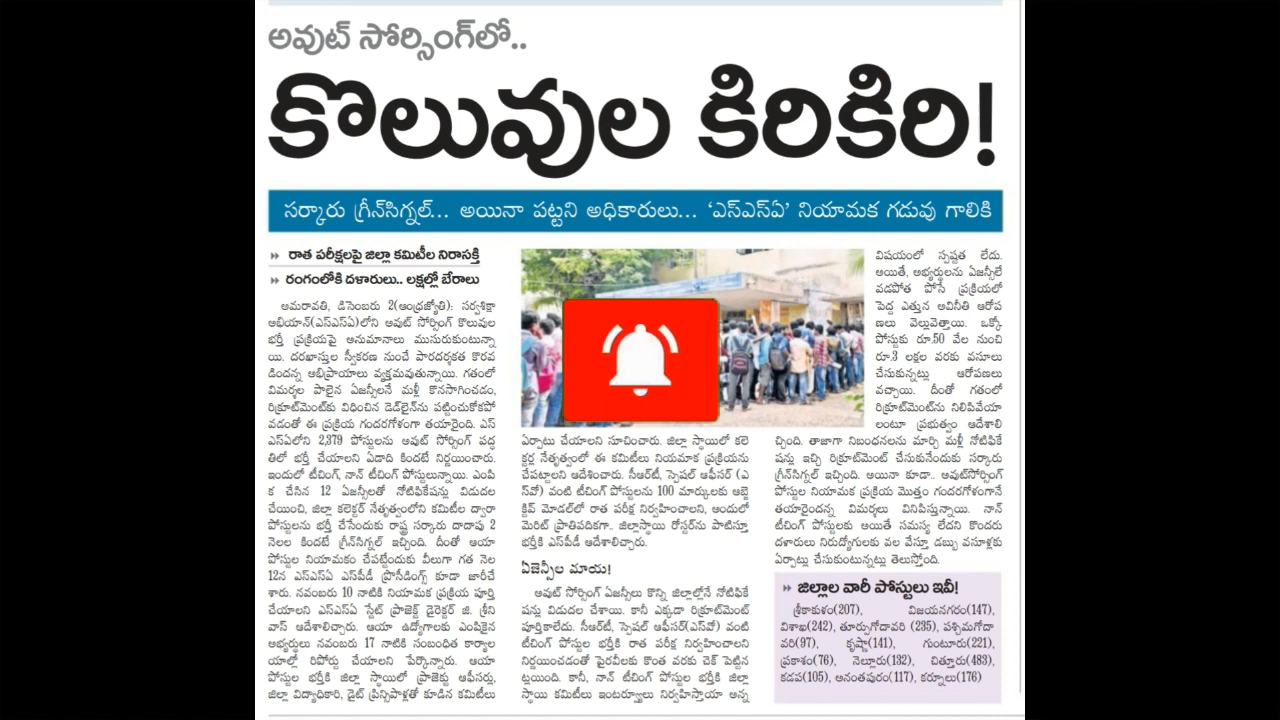 అవుట్ సోర్సింగ్‌లో..
కొలువుల కిరికిరి!
సర్కారు గ్రీన్‌సిగ్నల్... అయినా పట్టని అధికారులు... ‘ఎస్ఎస్ఏ’ నియామక గడువు గాలికి
రాత పరీక్షలపై జిల్లా కమిటీల నిరాసక్తి
రంగంలోకి దళారులు.. లక్షల్లో బేరాలు
అమరావతి, డిసెంబరు 2(ఆంధ్రజ్యోతి): సర్వశిక్షా
అభియాన్(ఎస్ఎస్ఏ)లోని అవుట్ సోర్సింగ్ కొలువుల
భర్తీ ప్రక్రియపై అనుమానాలు ముసురుకుంటున్నా
యి. దరఖాస్తుల స్వీకరణ నుంచే పారదర్శకత కొరవ
డిందన్న అభిప్రాయాలు వ్యక్తమవుతున్నాయి. గతంలో
విమర్శల పాలైన ఏజన్సీలనే మళ్లీ కొనసాగించడం,
రిక్రూట్‌మెంట్‌కు విధించిన డెడ్‌లైన్‌ను పట్టించుకోకపో
వడంతో ఈ ప్రక్రియ గందరగోళంగా తయారైంది. ఎస్
ఎస్ఏలోని 2,379 పోస్టులను అవుట్ సోర్సింగ్ పద్ధ
తిలో భర్తీ చేయాలని ఏడాది కిందటే నిర్ణయించారు.
ఇందులో టీచింగ్, నాన్ టీచింగ్ పోస్టులున్నాయి. ఎంపి
క చేసిన 12 ఏజన్సీలతో నోటిఫికేషన్లు విడుదల
చేయించి, జిల్లా కలెక్టర్ నేతృత్వంలోని కమిటీల ద్వారా
పోస్టులను భర్తీ చేసేందుకు రాష్ట్ర సర్కారు దాదాపు 2
నెలల కిందటే గ్రీన్‌సిగ్నల్ ఇచ్చింది. దీంతో ఆయా
పోస్టుల నియామకం చేపట్టేందుకు వీలుగా గత నెల
12న ఎస్ఎస్ఏ ఎస్‌పీడీ ప్రొసీడింగ్స్ కూడా జారీచే
శారు. నవంబరు 10 నాటికి నియామక ప్రక్రియ పూర్తి
చేయాలని ఎస్ఎస్ఏ స్టేట్ ప్రాజెక్ట్ డైరెక్టర్ జి. శ్రీని
వాస్ ఆదేశాలిచ్చారు. ఆయా ఉద్యోగాలకు ఎంపికైన
అభ్యర్థులు నవంబరు 17 నాటికి సంబంధిత కార్యాల
యాల్లో రిపోర్టు చేయాలని పేర్కొన్నారు. ఆయా
పోస్టుల భర్తీకి జిల్లా స్థాయిలో ప్రాజెక్టు ఆఫీసర్లు,
జిల్లా విద్యాధికారి, డైట్ ప్రిన్సిపాళ్లతో కూడిన కమిటీలు
ఏర్పాటు చేయాలని సూచించారు. జిల్లా స్థాయిలో కలె
క్టర్ల నేతృత్వంలో ఈ కమిటీలు నియమాక ప్రక్రియను
చేపట్టాలని ఆదేశించారు. సీఆర్‌టీ, స్పెషల్ ఆఫీసర్ (ఎ
స్‌వో) వంటి టీచింగ్ పోస్టులను 100 మార్కులకు ఆబ్జె
క్టివ్ మోడల్‌లో రాత పరీక్ష నిర్వహించాలని, అందులో
మెరిట్ ప్రాతిపదికగా.. జిల్లాస్థాయి రోస్టర్‌ను పాటిస్తూ
భర్తీకి ఎస్‌పీడీ ఆదేశాలిచ్చారు.
ఏజెన్సీల మాయ!
అవుట్ సోర్సింగ్ ఏజన్సీలు కొన్ని జిల్లాల్లోనే నోటిఫికే
షన్లు విడుదల చేశాయి. కానీ ఎక్కడా రిక్రూట్‌మెంట్
పూర్తికాలేదు. సీఆర్‌టీ, స్పెషల్ ఆఫీసర్(ఎస్‌వో) వంటి
టీచింగ్ పోస్టుల భర్తీకి రాత పరీక్ష నిర్వహించాలని
నిర్ణయించడంతో పైరవీలకు కొంత వరకు చెక్ పెట్టిన
ట్లయింది. కానీ, నాన్ టీచింగ్ పోస్టుల భర్తీకి జిల్లా
స్థాయి కమిటీలు ఇంటర్వ్యూలు నిర్వహిస్తాయా అన్న
విషయంలో స్పష్టత లేదు.
అయితే, అభ్యర్థులను ఏజన్సీలే
వడపోత పోసే ప్రక్రియలో
పెద్ద ఎత్తున అవినీతి ఆరోప
ణలు వెల్లువెత్తాయి. ఒక్కో
పోస్టుకు రూ.50 వేల నుంచి
రూ.3 లక్షల వరకు వసూలు
చేసుకున్నట్లు ఆరోపణలు
వచ్చాయి. దీంతో గతంలో
రిక్రూట్‌మెంట్‌ను నిలిపివేయా
లంటూ ప్రభుత్వం ఆదేశాలి
చ్చింది. తాజాగా నిబంధనలను మార్చి మళ్లీ నోటిఫికే
షన్లు ఇచ్చి రిక్రూట్‌మెంట్ చేసుకునేందుకు సర్కారు
గ్రీన్‌సిగ్నల్ ఇచ్చింది. అయినా కూడా.. అవుట్‌సోర్సింగ్
పోస్టుల నియామక ప్రక్రియ మొత్తం గందరగోళంగానే
తయారైందన్న విమర్శలు వినిపిస్తున్నాయి. నాన్
టీచింగ్ పోస్టులకు అయితే సమస్య లేదని కొందరు
దళారులు నిరుద్యోగులకు వల వేస్తూ డబ్బు వసూళ్లకు
ఏర్పాట్లు చేసుకుంటున్నట్లు తెలుస్తోంది.
జిల్లాల వారీ పోస్టులు ఇవీ!
శ్రీకాకుళం(207), విజయనగరం(147),
విశాఖ(242), తూర్పుగోదావరి (235), పశ్చిమగోదా
వరి(97), కృష్ణా(141), గుంటూరు(221),
ప్రకాశం(76), నెల్లూరు(132), చిత్తూరు(483),
కడప(105), అనంతపురం(117), కర్నూలు(176)